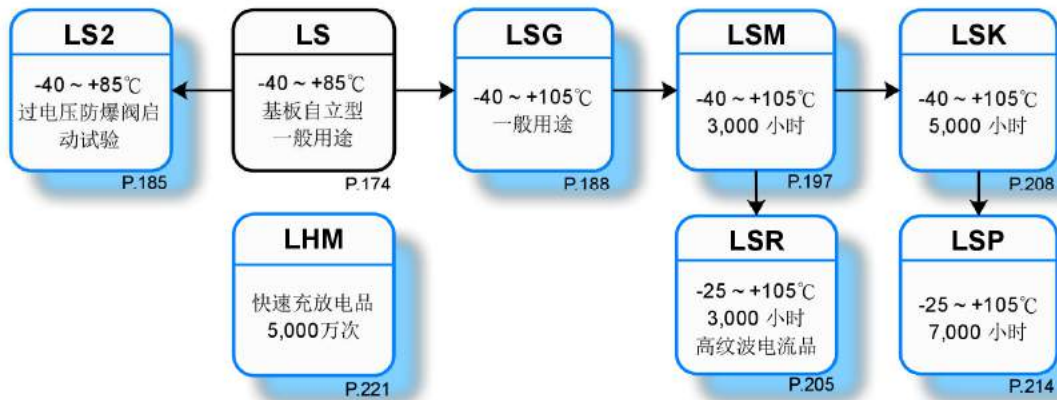 LS2
-40 ~ +85℃
过电压防爆阀启
动试验
P.185
LS
-40 ~ +85℃
基板自立型
一般用途
P.174
LSG
-40 ~ +105℃
一般用途
P.188
LSM
-40 ~ +105℃
3,000 小时
P.197
LSK
-40 ~ +105℃
5,000 小时
P.208
LHM
快速充放电品
5,000万次
P.221
LSR
-25 ~ +105℃
3,000 小时
高纹波电流品
P.205
LSP
-25 ~ +105℃
7,000 小时
P.214